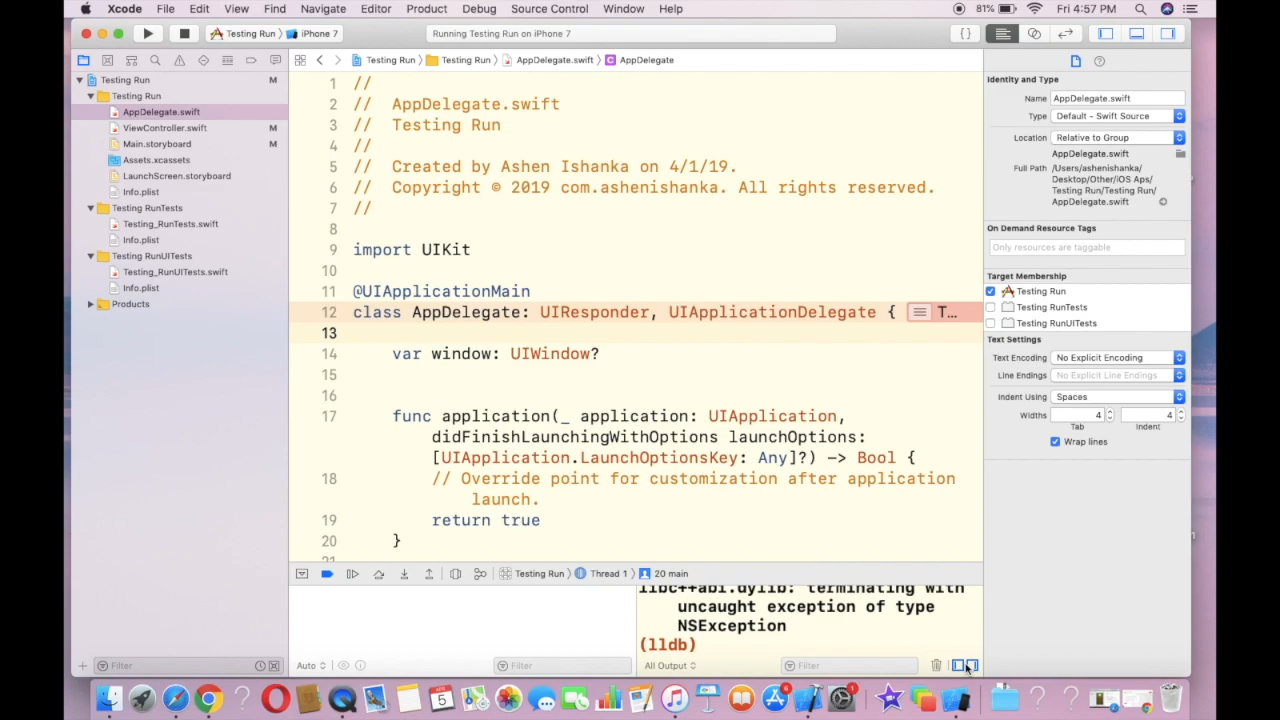 Xcode File Edit View Find Navigate Editor Product Debug Source Control Window Help 81% Fri 4:57 PM
Testing Run iPhone 7 Running Testing Run on iPhone 7 {}
Testing Run M
Testing Run
AppDelegate.swift
ViewController.swift M
Main.storyboard M
Assets.xcassets
LaunchScreen.storyboard
Info.plist
Testing RunTests
Testing_RunTests.swift
Info.plist
Testing RunUITests
Testing_RunUITests.swift
Info.plist
Products
Filter
Testing Run Testing Run AppDelegate.swift C AppDelegate
1 //
2 // AppDelegate.swift
3 // Testing Run
4 //
5 // Created by Ashen Ishanka on 4/1/19.
6 // Copyright © 2019 com.ashenishanka. All rights reserved.
7 //
8
9 import UIKit
10
11 @UIApplicationMain
12 class AppDelegate: UIResponder, UIApplicationDelegate { T...
13
14 var window: UIWindow?
15
16
17 func application(_ application: UIApplication,
didFinishLaunchingWithOptions launchOptions:
[UIApplication.LaunchOptionsKey: Any]?) -> Bool {
18 // Override point for customization after application
launch.
19 return true
20 }
21
Testing Run Thread 1 20 main
libc++abi.dylib: terminating with
uncaught exception of type
NSException
(lldb)
Auto Filter All Output Filter
Identity and Type
Name AppDelegate.swift
Type Default - Swift Source
Location Relative to Group
AppDelegate.swift
Full Path /Users/ashenishanka/
Desktop/Other/iOS Aps/
Testing Run/Testing Run/
AppDelegate.swift
On Demand Resource Tags
Only resources are taggable
Target Membership
Testing Run
Testing RunTests
Testing RunUITests
Text Settings
Text Encoding No Explicit Encoding
Line Endings No Explicit Line Endings
Indent Using Spaces
Widths 4 4
Tab Indent
Wrap lines
5